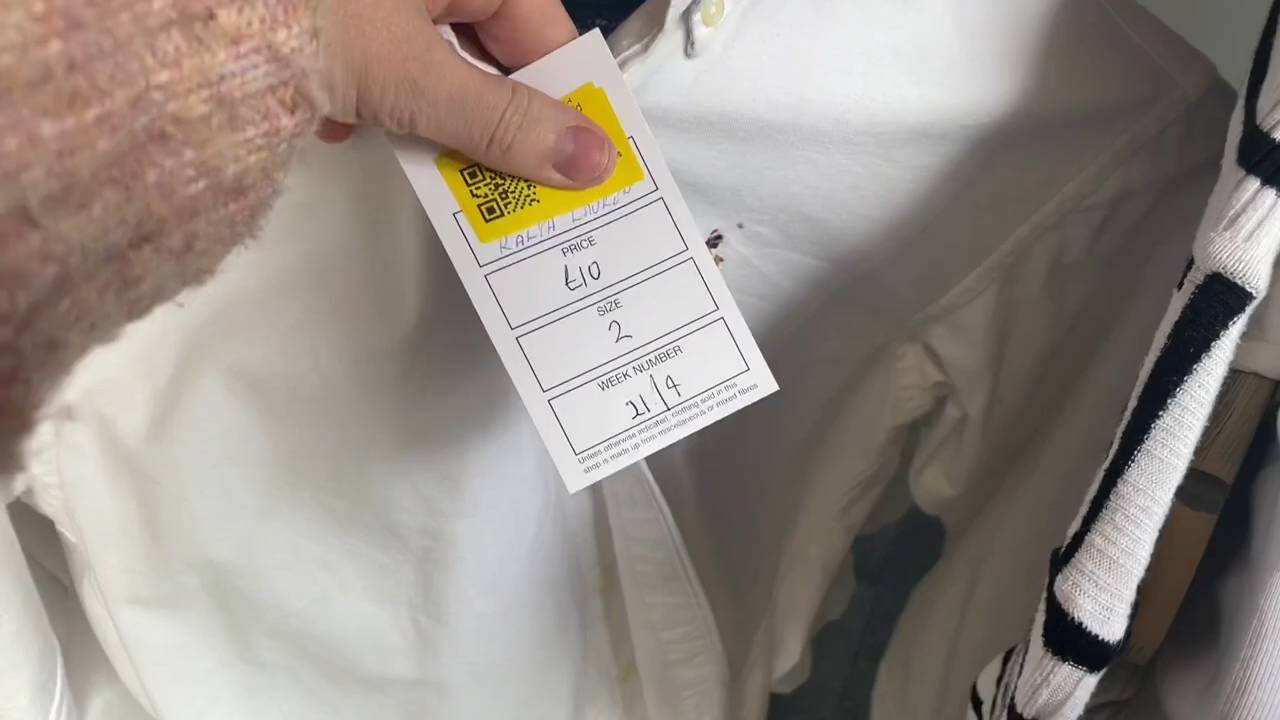 RALPH LAUREN
PRICE
£10
SIZE
2
WEEK NUMBER
21/4
Unless otherwise indicated, clothing sold in this
shop is made up from miscellaneous or mixed fibres